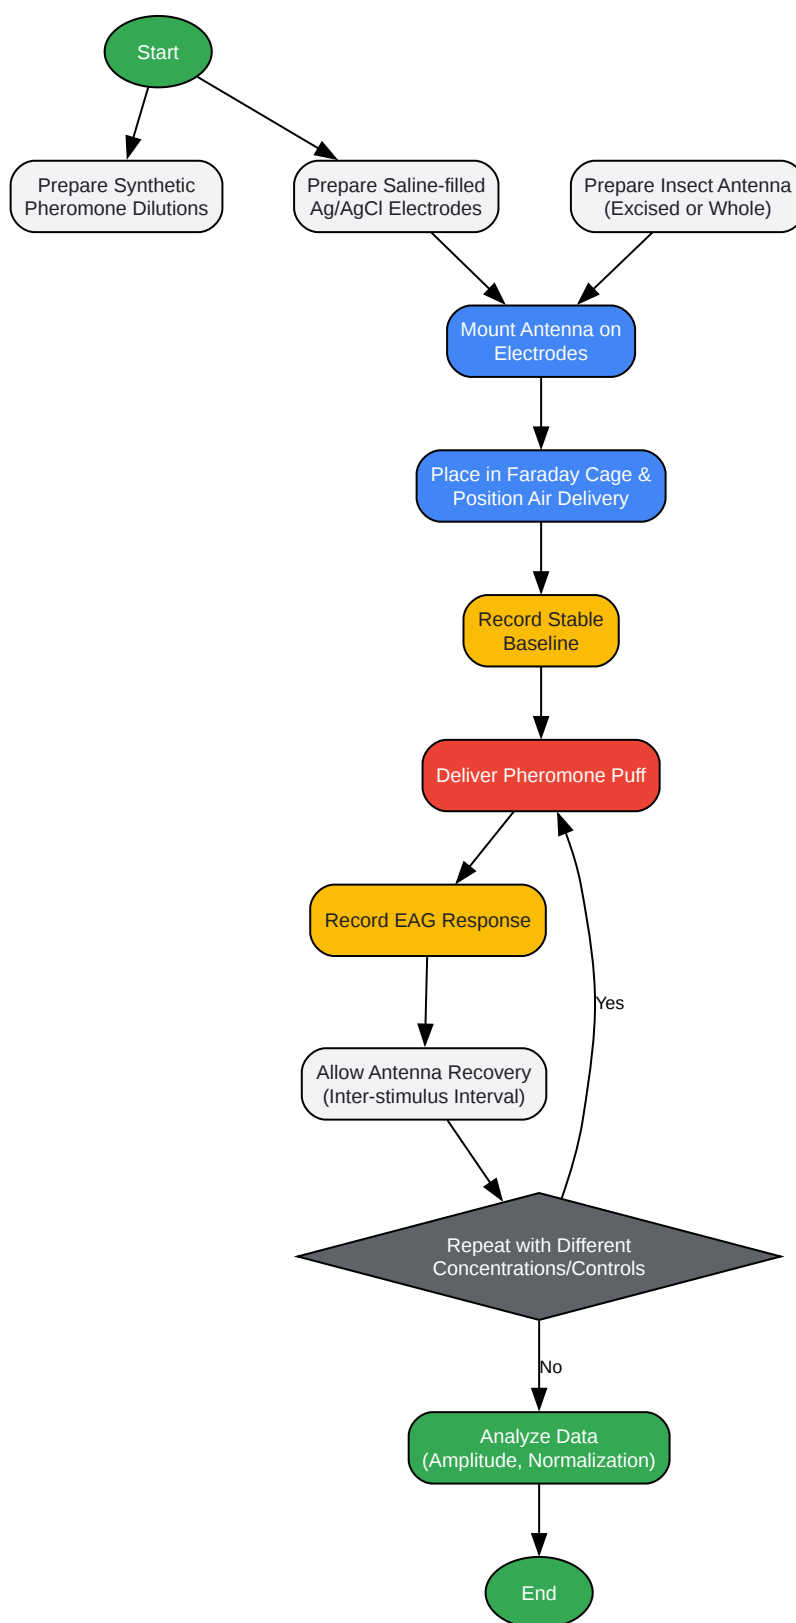 Start
Prepare Synthetic
Pheromone Dilutions
Prepare Saline-filled
Ag/AgCl Electrodes
Prepare Insect Antenna
(Excised or Whole)
Mount Antenna on
Electrodes
Place in Faraday Cage &
Position Air Delivery
Record Stable
Baseline
Deliver Pheromone Puff
Record EAG Response
Yes
Allow Antenna Recovery
(Inter-stimulus Interval)
Repeat with Different
Concentrations/Controls
No
Analyze Data
(Amplitude, Normalization)
End